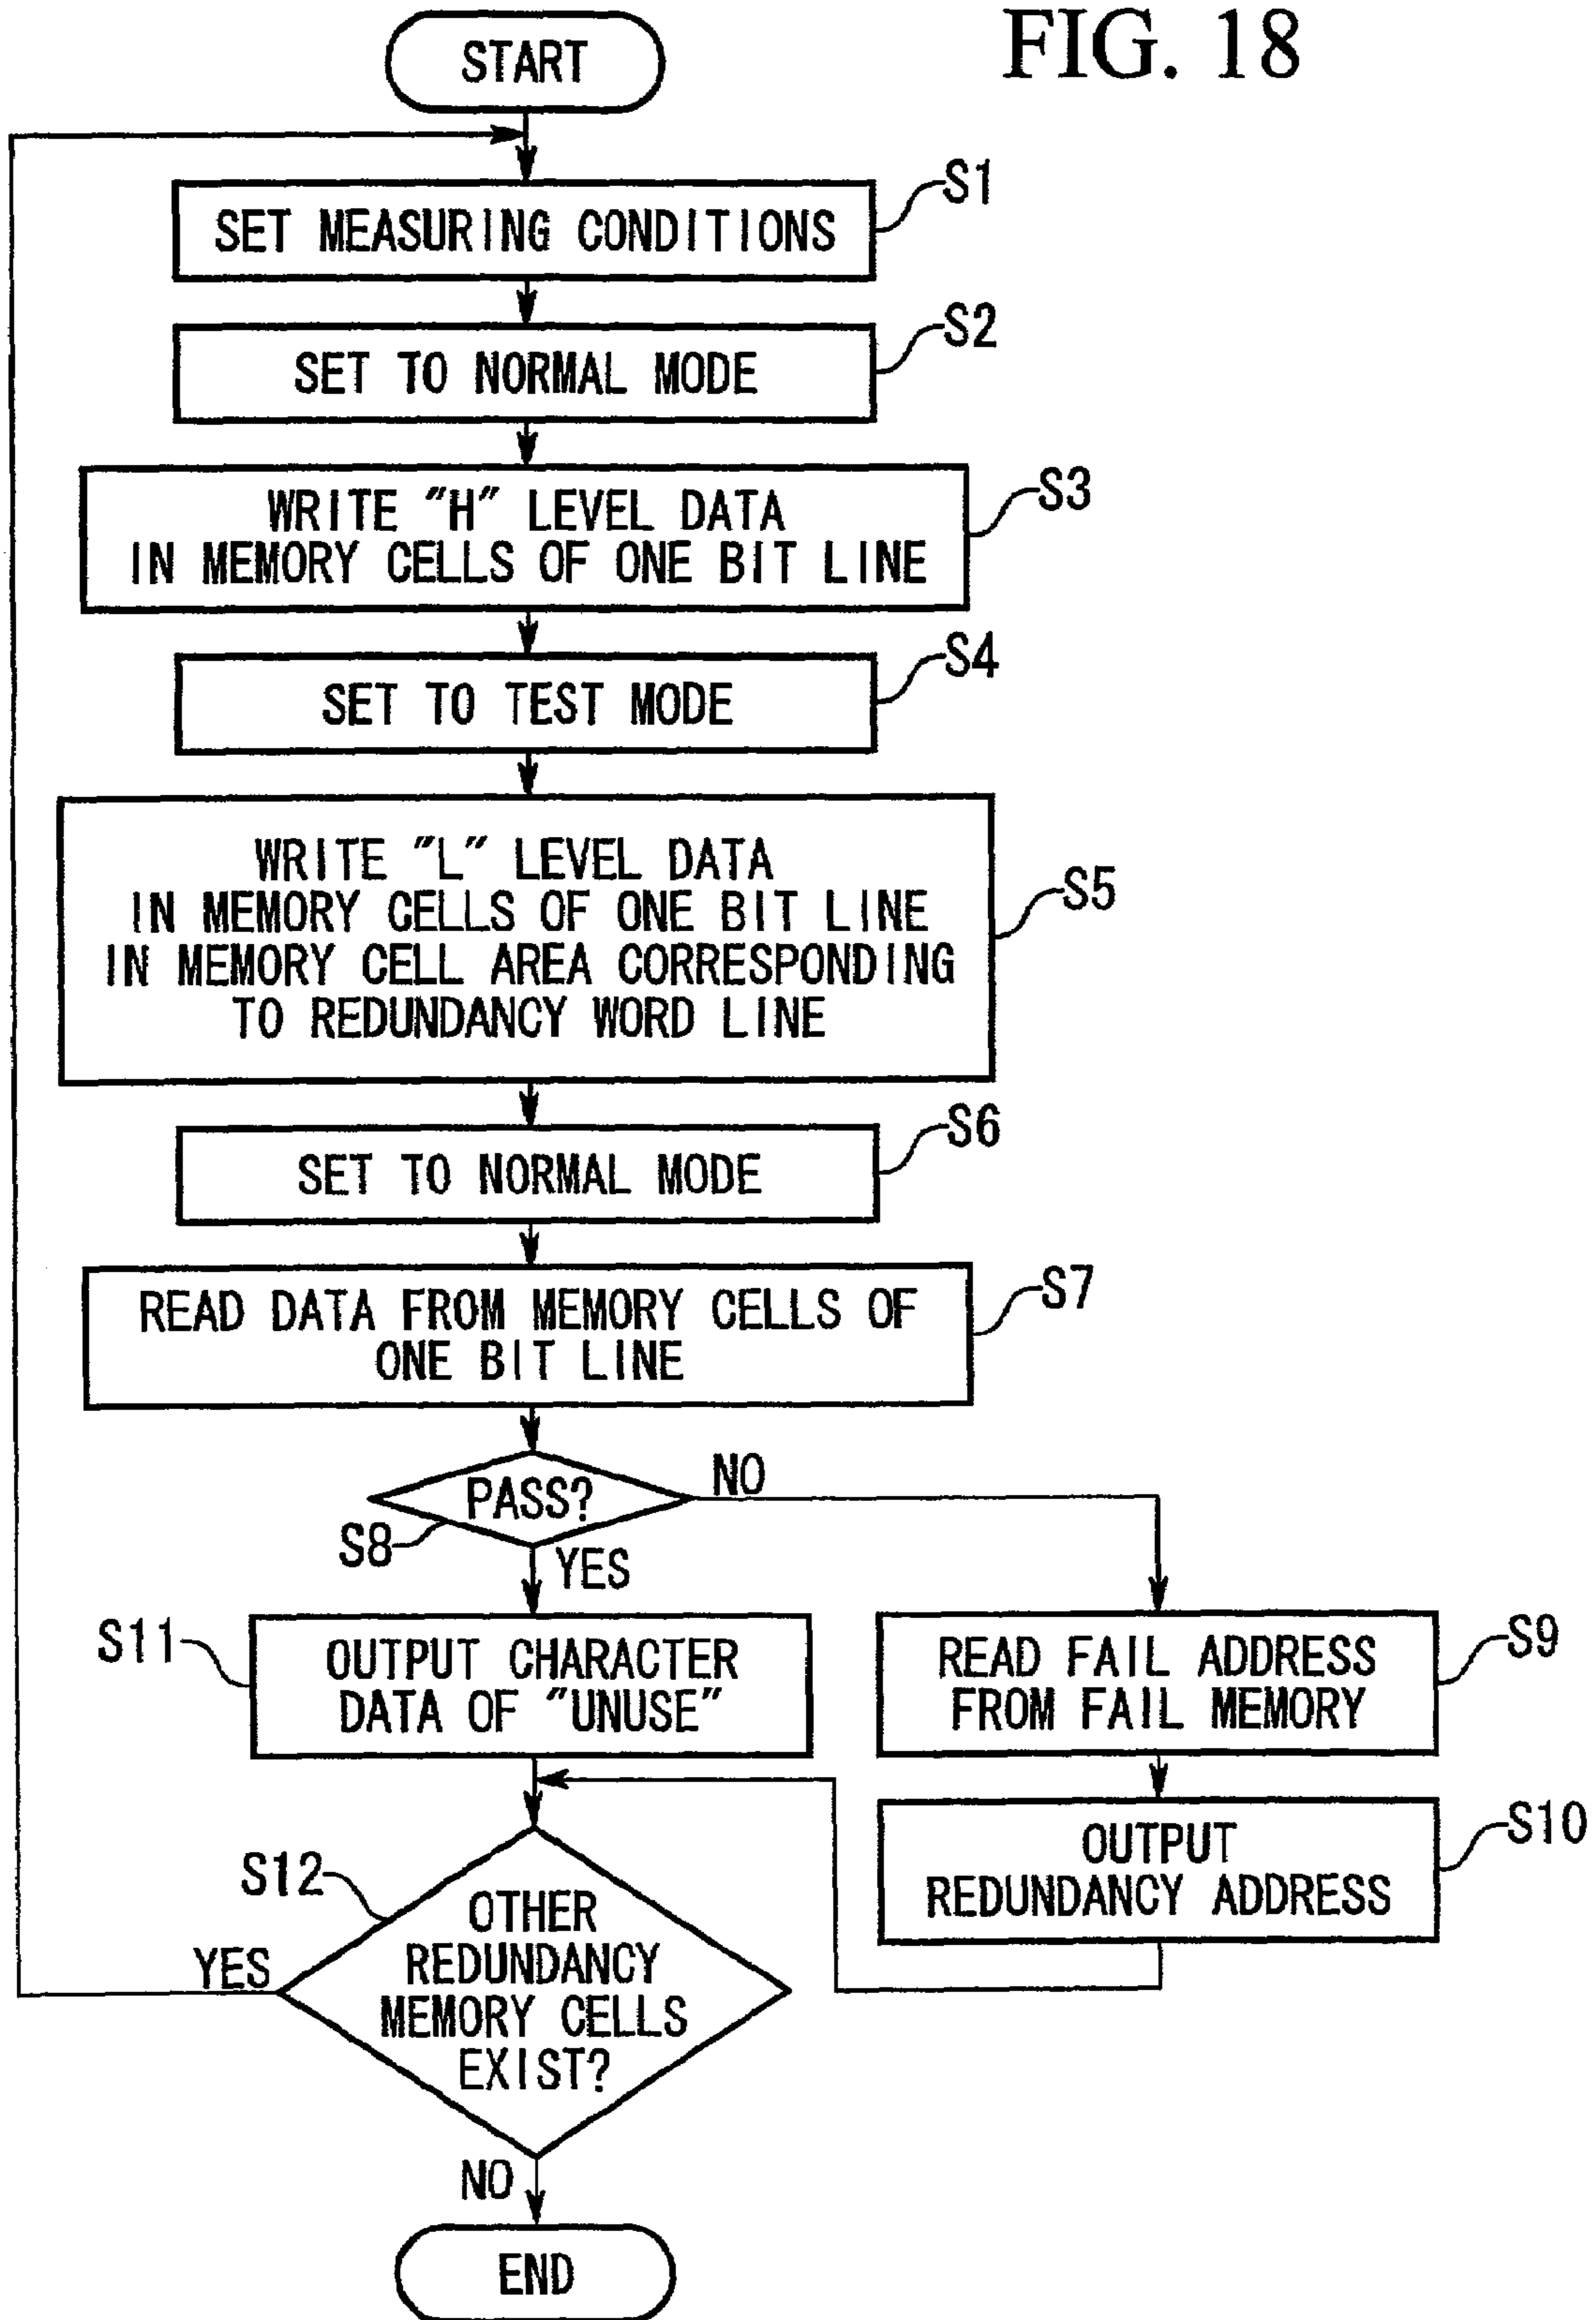 FIG. 18
START
S1
SET MEASURING CONDITIONS
S2
SET TO NORMAL MODE
S3
WRITE "H" LEVEL DATA
IN MEMORY CELLS OF ONE BIT LINE
S4
SET TO TEST MODE
S5
WRITE "L" LEVEL DATA
IN MEMORY CELLS OF ONE BIT LINE
IN MEMORY CELL AREA CORRESPONDING
TO REDUNDANCY WORD LINE
S6
SET TO NORMAL MODE
S7
READ DATA FROM MEMORY CELLS OF
ONE BIT LINE
PASS?
NO
S8
YES
S11
OUTPUT CHARACTER
DATA OF "UNUSE"
S9
READ FAIL ADDRESS
FROM FAIL MEMORY
S10
OUTPUT
REDUNDANCY ADDRESS
S12
OTHER
REDUNDANCY
MEMORY CELLS
EXIST?
YES
NO
END